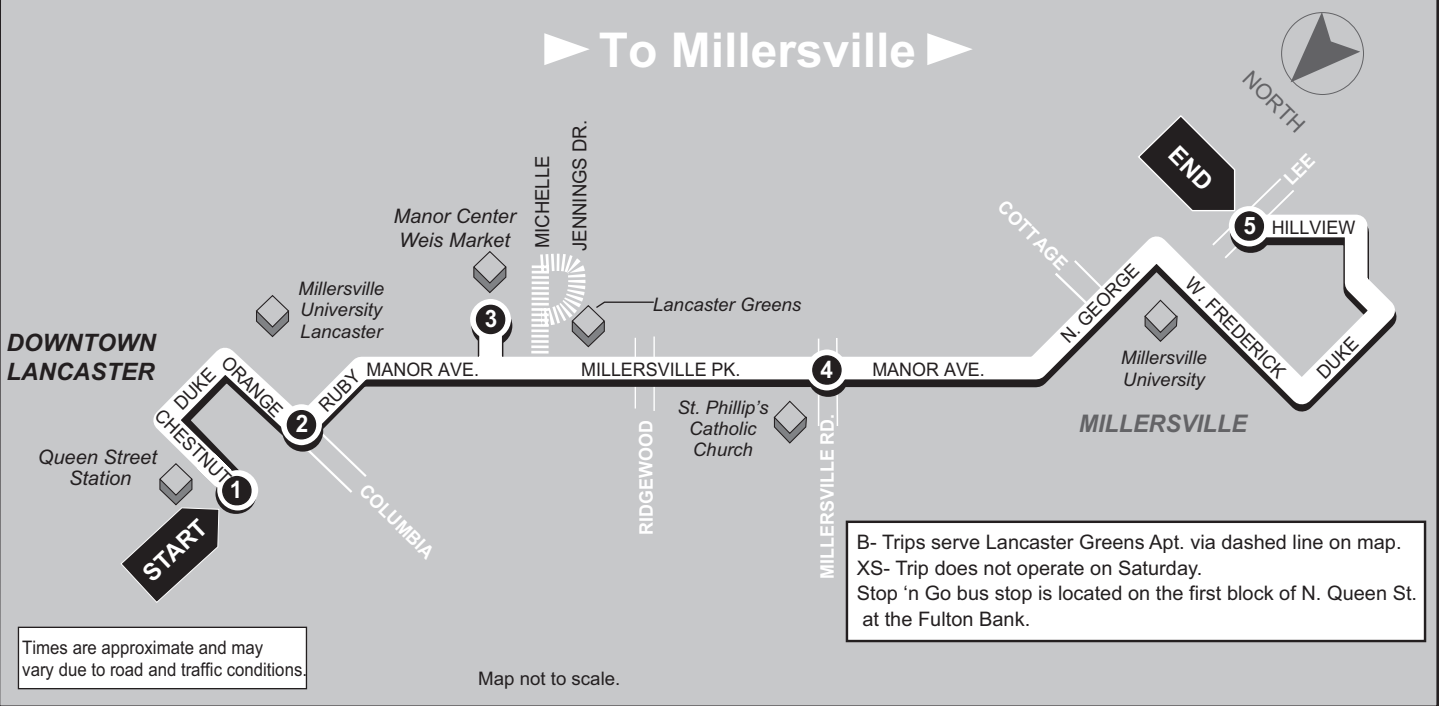 To Millersville
NORTH
MICHELLE
JENNINGS DR.
Manor Center
Weis Market
END
LEE
COTTAGE
5
HILLVIEW
Millersville
University
Lancaster
3
Lancaster Greens
N. GEORGE
W. FREDERICK
DUKE
DOWNTOWN
LANCASTER
DUKE
ORANGE
RUBY
MANOR AVE.
MILLERSVILLE PK.
4
MANOR AVE.
Millersville
University
MILLERSVILLE
CHESTNUT
2
St. Phillip's
Catholic
Church
RIDGEWOOD
MILLERSVILLE RD.
Queen Street
Station
1
COLUMBIA
START
B- Trips serve Lancaster Greens Apt. via dashed line on map.
XS- Trip does not operate on Saturday.
Stop ‘n Go bus stop is located on the first block of N. Queen St.
at the Fulton Bank.
Times are approximate and may
vary due to road and traffic conditions.
Map not to scale.